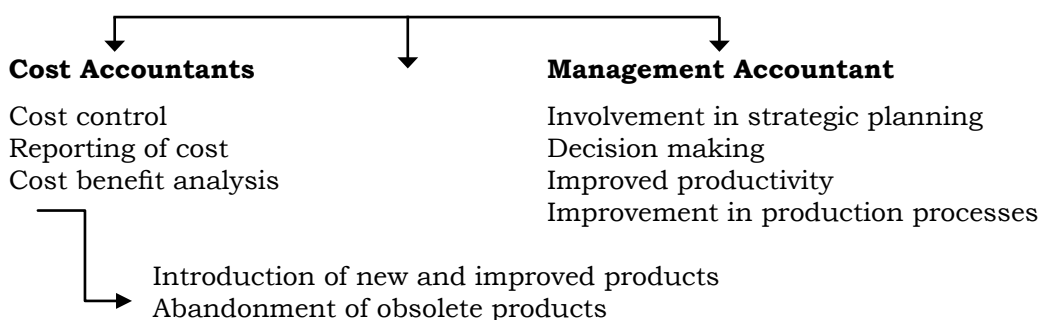 Cost Accountants
Cost control
Reporting of cost
Cost benefit analysis
Management Accountant
Involvement in strategic planning
Decision making
Improved productivity
Improvement in production processes
Introduction of new and improved products
Abandonment of obsolete products